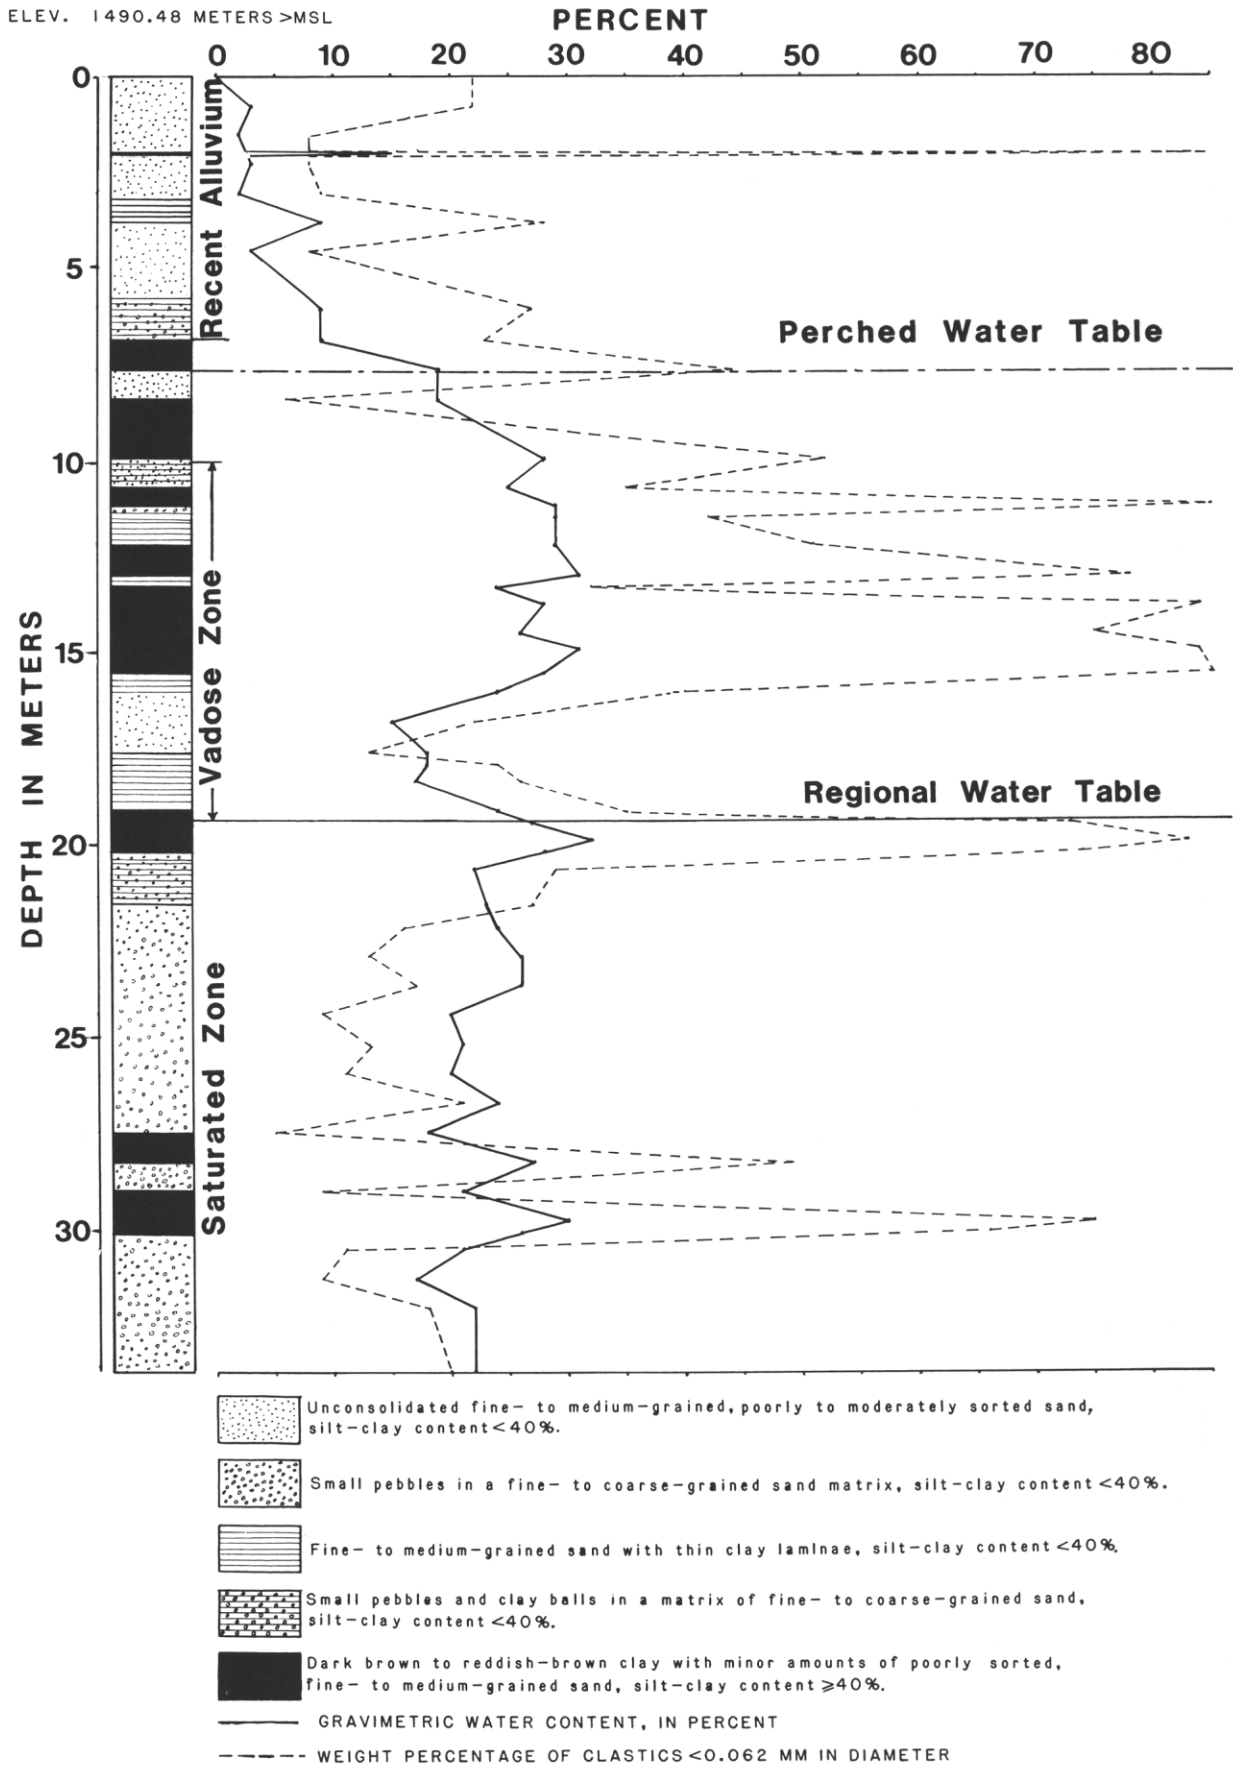 ELEV. 1490.48 METERS >MSL
PERCENT
0 10 20 30 40 50 60 70 80
0
5
10
15
20
25
30
DEPTH IN METERS
Recent Alluvium
Vadose Zone
Saturated Zone
Perched Water Table
Regional Water Table
Unconsolidated fine- to medium-grained, poorly to moderately sorted sand,
silt-clay content <40%.
Small pebbles in a fine- to coarse-grained sand matrix, silt-clay content <40%.
Fine- to medium-grained sand with thin clay laminae, silt-clay content <40%.
Small pebbles and clay balls in a matrix of fine- to coarse-grained sand,
silt-clay content <40%.
Dark brown to reddish-brown clay with minor amounts of poorly sorted,
fine- to medium-grained sand, silt-clay content ≥40%.
GRAVIMETRIC WATER CONTENT, IN PERCENT
WEIGHT PERCENTAGE OF CLASTICS <0.062 MM IN DIAMETER